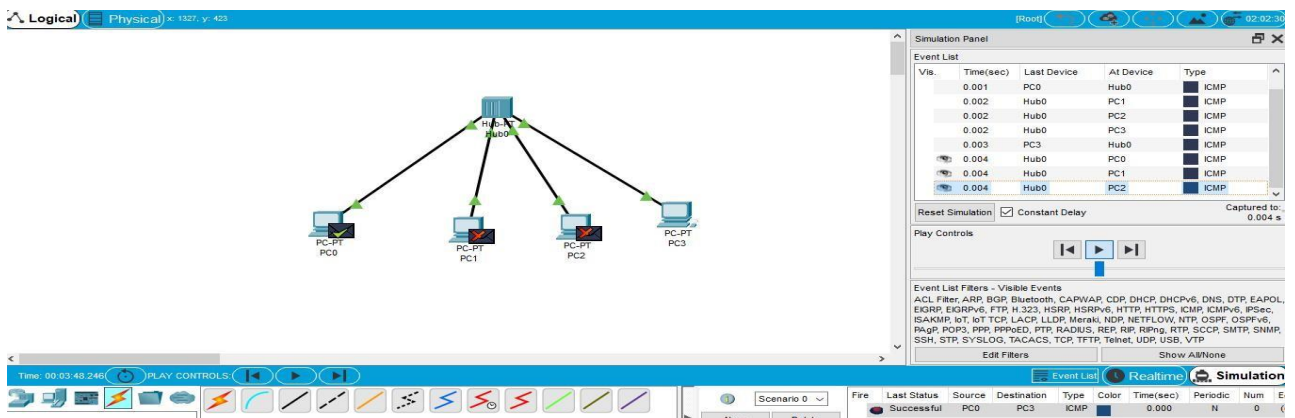 Logical Physical x: 1327, y: 423 [Root] 02:02:30
Simulation Panel
Event List
Vis. Time(sec) Last Device At Device Type
0.001 PC0 Hub0 ICMP
0.002 Hub0 PC1 ICMP
0.002 Hub0 PC2 ICMP
0.002 Hub0 PC3 ICMP
0.003 PC3 Hub0 ICMP
0.004 Hub0 PC0 ICMP
0.004 Hub0 PC1 ICMP
0.004 Hub0 PC2 ICMP
Reset Simulation Constant Delay Captured to:
0.004 s
Play Controls
Event List Filters - Visible Events
ACL Filter, ARP, BGP, Bluetooth, CAPWAP, CDP, DHCP, DHCPv6, DNS, DTP, EAPOL,
EIGRP, EIGRPv6, FTP, H.323, HSRP, HSRPv6, HTTP, HTTPS, ICMP, ICMPv6, IPSec,
ISAKMP, IoT, IoT TCP, LACP, LLDP, Meraki, NDP, NETFLOW, NTP, OSPF, OSPFv6,
PAgP, POP3, PPP, PPPoED, PTP, RADIUS, REP, RIP, RIPng, RTP, SCCP, SMTP, SNMP,
SSH, STP, SYSLOG, TACACS, TCP, TFTP, Telnet, UDP, USB, VTP
Edit Filters Show All/None
Hub-PT
Hub0
PC-PT
PC0
PC-PT
PC1
PC-PT
PC2
PC-PT
PC3
Time: 00:03:48.246 PLAY CONTROLS: Event List Realtime Simulation
Scenario 0 Fire Last Status Source Destination Type Color Time(sec) Periodic Num
Successful PC0 PC3 ICMP 0.000 N 0